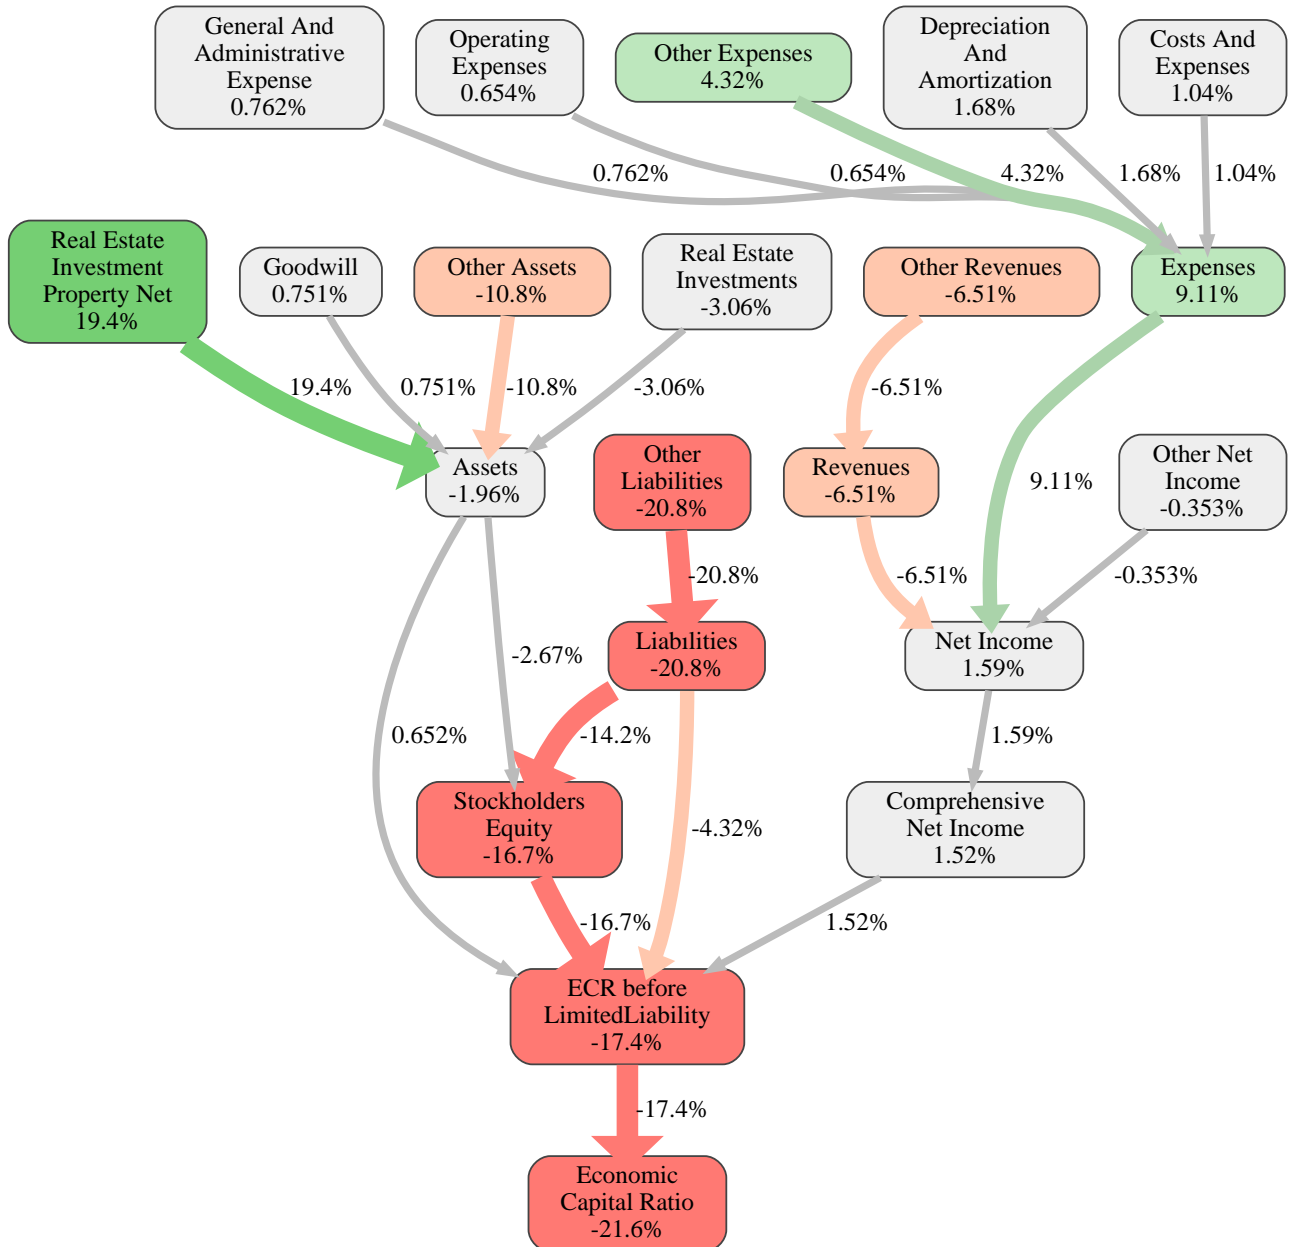 General And
Administrative
Expense
0.762%
Operating
Expenses
0.654%
Other Expenses
4.32%
Depreciation
And
Amortization
1.68%
Costs And
Expenses
1.04%
0.762%
0.654%
4.32%
1.68%
1.04%
Real Estate
Investment
Property Net
19.4%
Goodwill
0.751%
Other Assets
-10.8%
Real Estate
Investments
-3.06%
Other Revenues
-6.51%
Expenses
9.11%
19.4%
0.751%
-10.8%
-3.06%
-6.51%
9.11%
Assets
-1.96%
Other
Liabilities
-20.8%
Revenues
-6.51%
Other Net
Income
-0.353%
-20.8%
-6.51%
-0.353%
-2.67%
Liabilities
-20.8%
Net Income
1.59%
0.652%
-14.2%
1.59%
Stockholders
Equity
-16.7%
-4.32%
Comprehensive
Net Income
1.52%
-16.7%
1.52%
ECR before
LimitedLiability
-17.4%
-17.4%
Economic
Capital Ratio
-21.6%